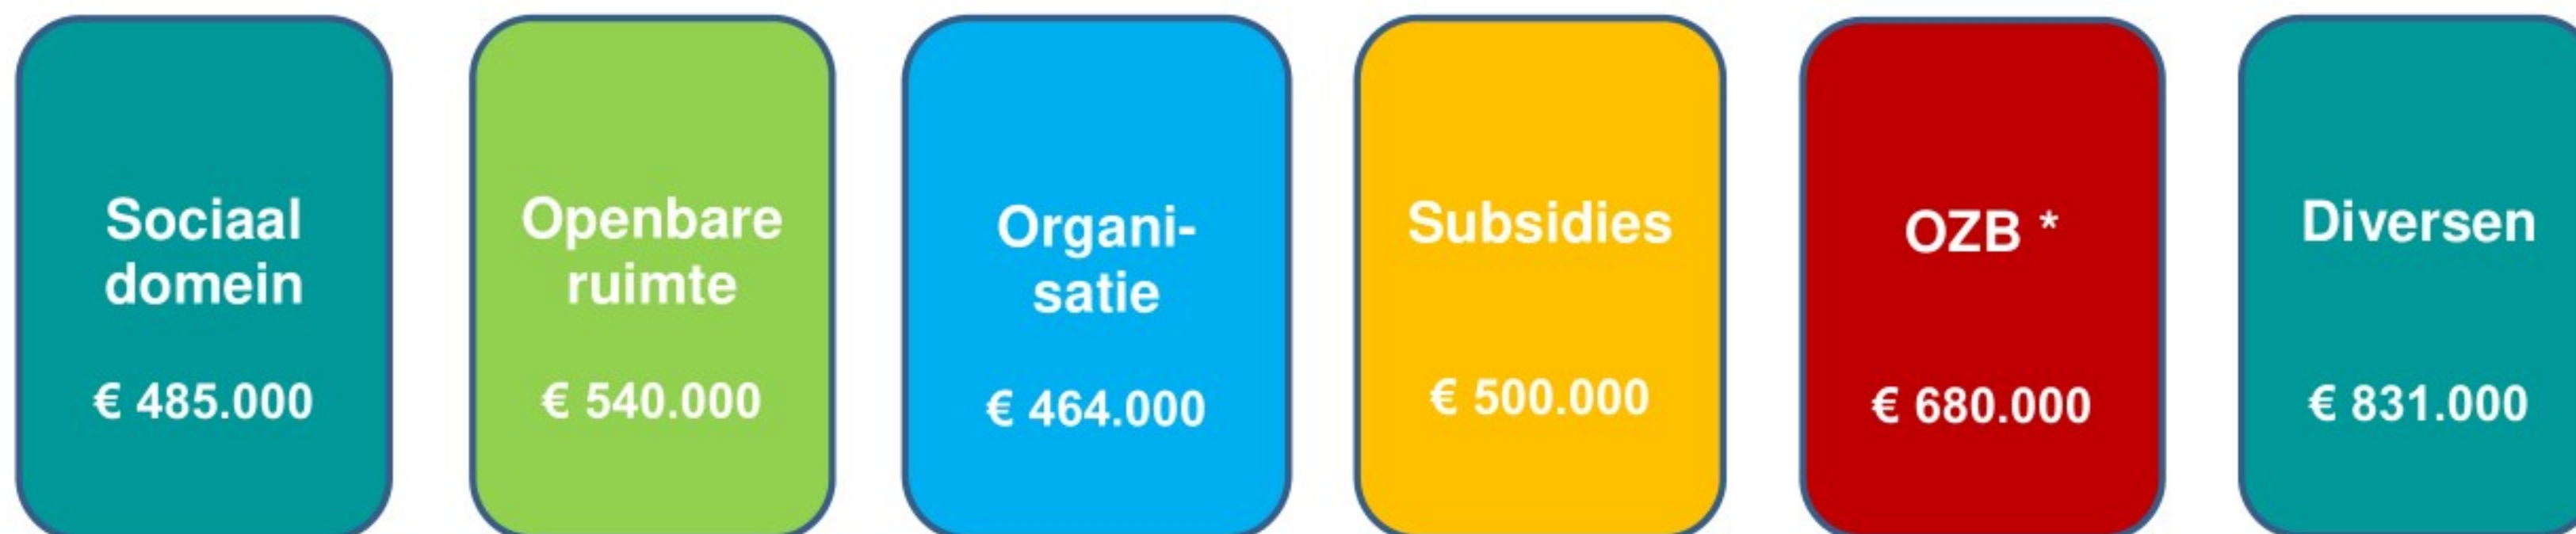 Sociaal
domein
€ 485.000
Openbare
ruimte
€ 540.000
Organi-
satie
€ 464.000
Subsidies
€ 500.000
OZB *
€ 680.000
Diversen
€ 831.000